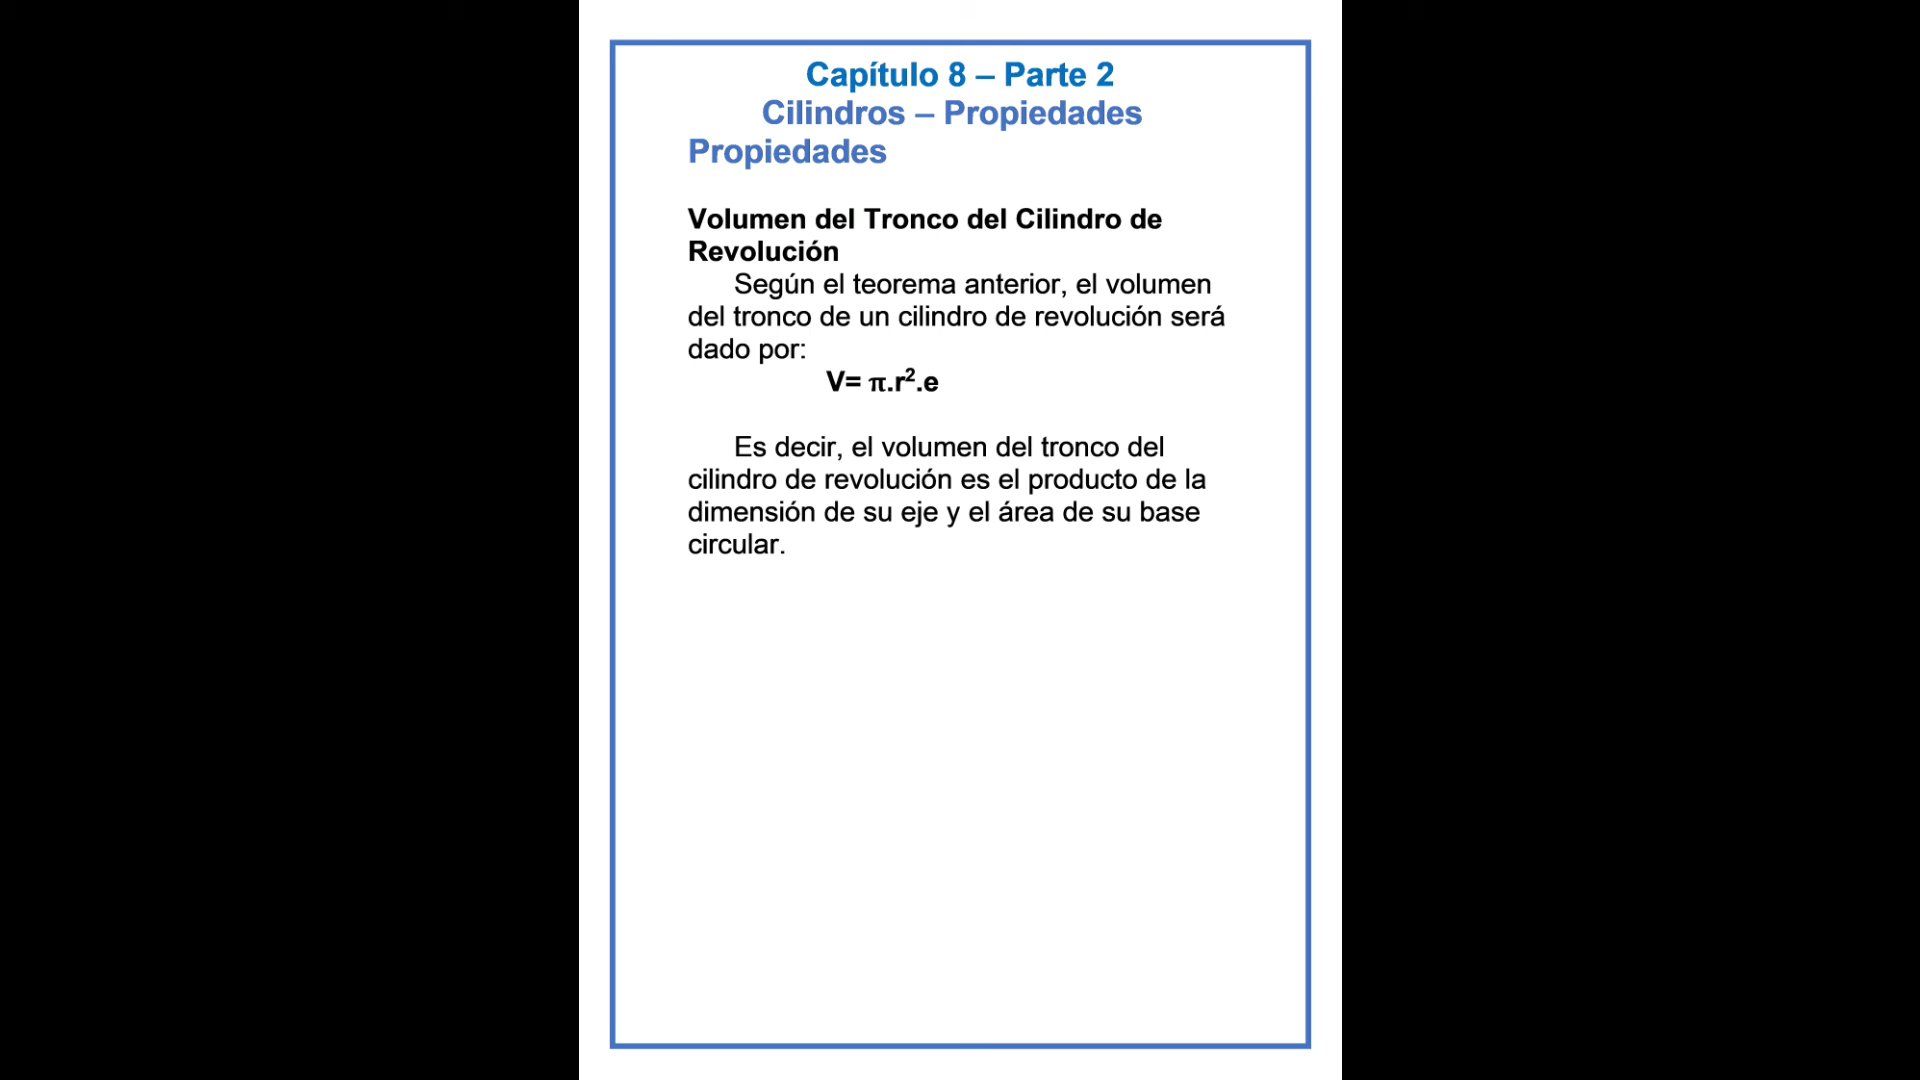 Capítulo 8 – Parte 2
Cilindros – Propiedades
Propiedades
Volumen del Tronco del Cilindro de
Revolución
Según el teorema anterior, el volumen
del tronco de un cilindro de revolución será
dado por:
V= π.r².e
Es decir, el volumen del tronco del
cilindro de revolución es el producto de la
dimensión de su eje y el área de su base
circular.